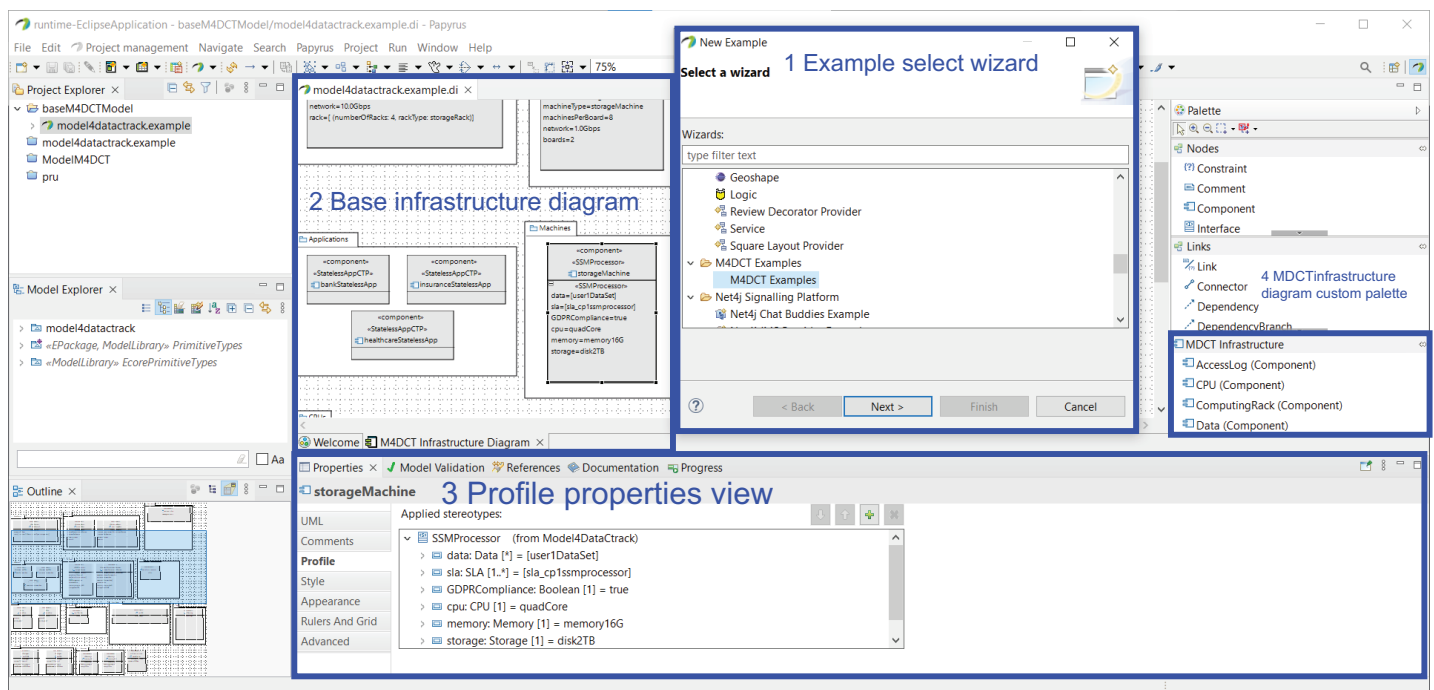 runtime-EclipseApplication - baseM4DCTModel/model4datactrack.example.di - Papyrus
File Edit Project management Navigate Search Papyrus Project Run Window Help
75%
Project Explorer
baseM4DCTModel
model4datactrack.example
model4datactrack.example
ModelM4DCT
pru
Model Explorer
model4datactrack
«EPackage, ModelLibrary» PrimitiveTypes
«ModelLibrary» EcorePrimitiveTypes
Aa
Outline
model4datactrack.example.di
network=10.0Gbps
rack=[ (numberOfRacks: 4, rackType: storageRack)]
machineType=storageMachine
machinesPerBoard=8
network=1.0Gbps
boards=2
2 Base infrastructure diagram
Applications
«component»
«StatelessAppCTP»
bankStatelessApp
«component»
«StatelessAppCTP»
insuranceStatelessApp
«component»
«StatelessAppCTP»
healthcareStatelessApp
Machines
«component»
«SSMProcessor»
storageMachine
«SSMProcessor»
data=[user1DataSet]
sla=[sla_cp1ssmprocessor]
GDPRCompliance=true
cpu=quadCore
memory=memory16G
storage=disk2TB
CPUs
Welcome
M4DCT Infrastructure Diagram
New Example
Select a wizard
1 Example select wizard
Wizards:
type filter text
Geoshape
Logic
Review Decorator Provider
Service
Square Layout Provider
M4DCT Examples
M4DCT Examples
Net4j Signalling Platform
Net4j Chat Buddies Example
?
< Back
Next >
Finish
Cancel
Palette
Nodes
Constraint
Comment
Component
Interface
Links
Link
Connector
Dependency
DependencyBranch
4 MDCTinfrastructure
diagram custom palette
MDCT Infrastructure
AccessLog (Component)
CPU (Component)
ComputingRack (Component)
Data (Component)
Properties
Model Validation
References
Documentation
Progress
storageMachine
3 Profile properties view
UML
Comments
Profile
Style
Appearance
Rulers And Grid
Advanced
Applied stereotypes:
SSMProcessor (from Model4DataCtrack)
data: Data [*] = [user1DataSet]
sla: SLA [1..*] = [sla_cp1ssmprocessor]
GDPRCompliance: Boolean [1] = true
cpu: CPU [1] = quadCore
memory: Memory [1] = memory16G
storage: Storage [1] = disk2TB